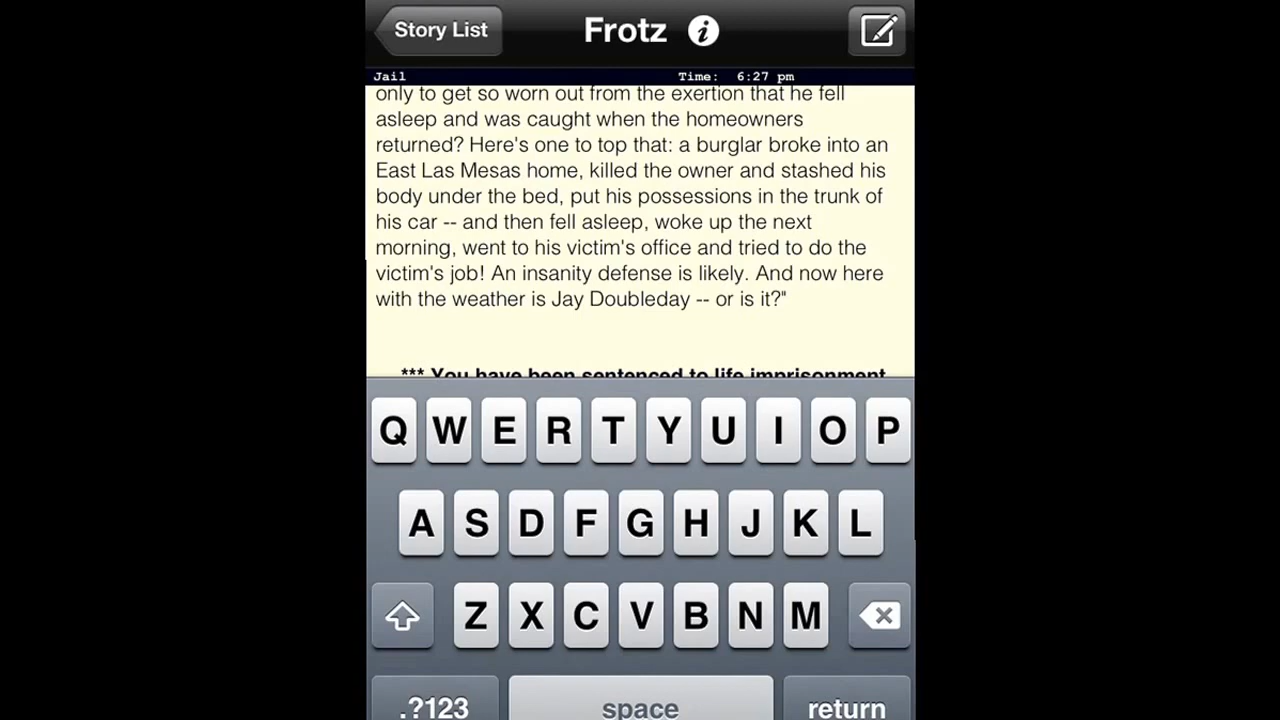 Story List Frotz i
Jail Time: 6:27 pm
only to get so worn out from the exertion that he fell
asleep and was caught when the homeowners
returned? Here's one to top that: a burglar broke into an
East Las Mesas home, killed the owner and stashed his
body under the bed, put his possessions in the trunk of
his car -- and then fell asleep, woke up the next
morning, went to his victim's office and tried to do the
victim's job! An insanity defense is likely. And now here
with the weather is Jay Doubleday -- or is it?"
*** You have been sentenced to life imprisonment
Q W E R T Y U I O P
A S D F G H J K L
Z X C V B N M
.?123 space return